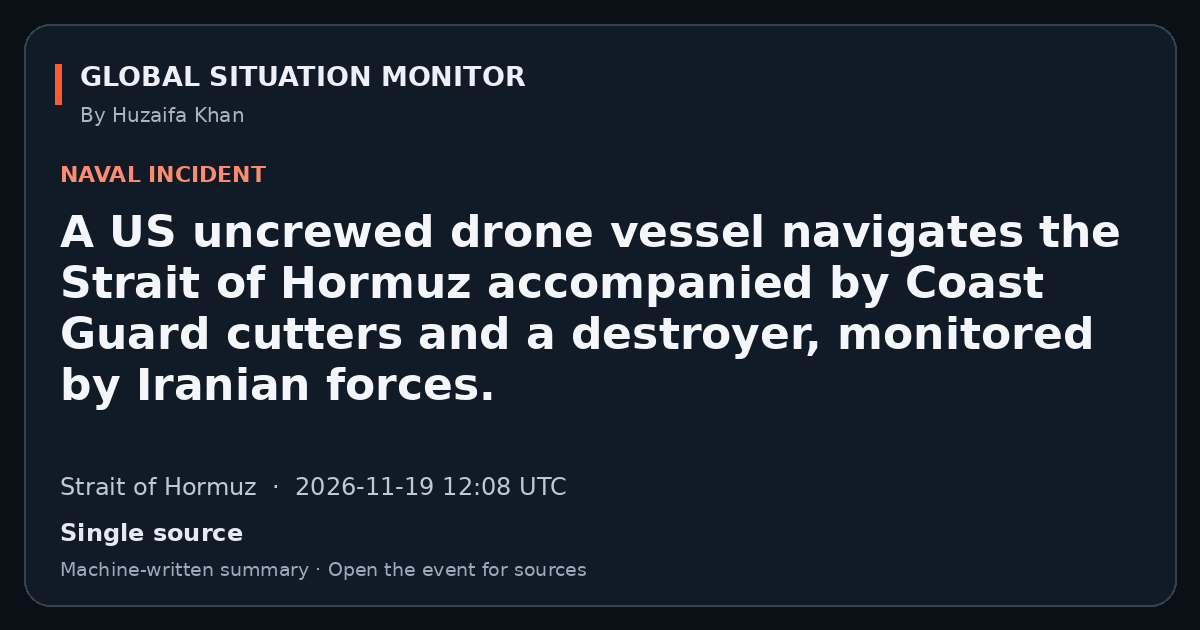 GLOBAL SITUATION MONITOR
By Huzaifa Khan
NAVAL INCIDENT
A US uncrewed drone vessel navigates the
Strait of Hormuz accompanied by Coast
Guard cutters and a destroyer, monitored
by Iranian forces.
Strait of Hormuz · 2026-11-19 12:08 UTC
Single source
Machine-written summary · Open the event for sources